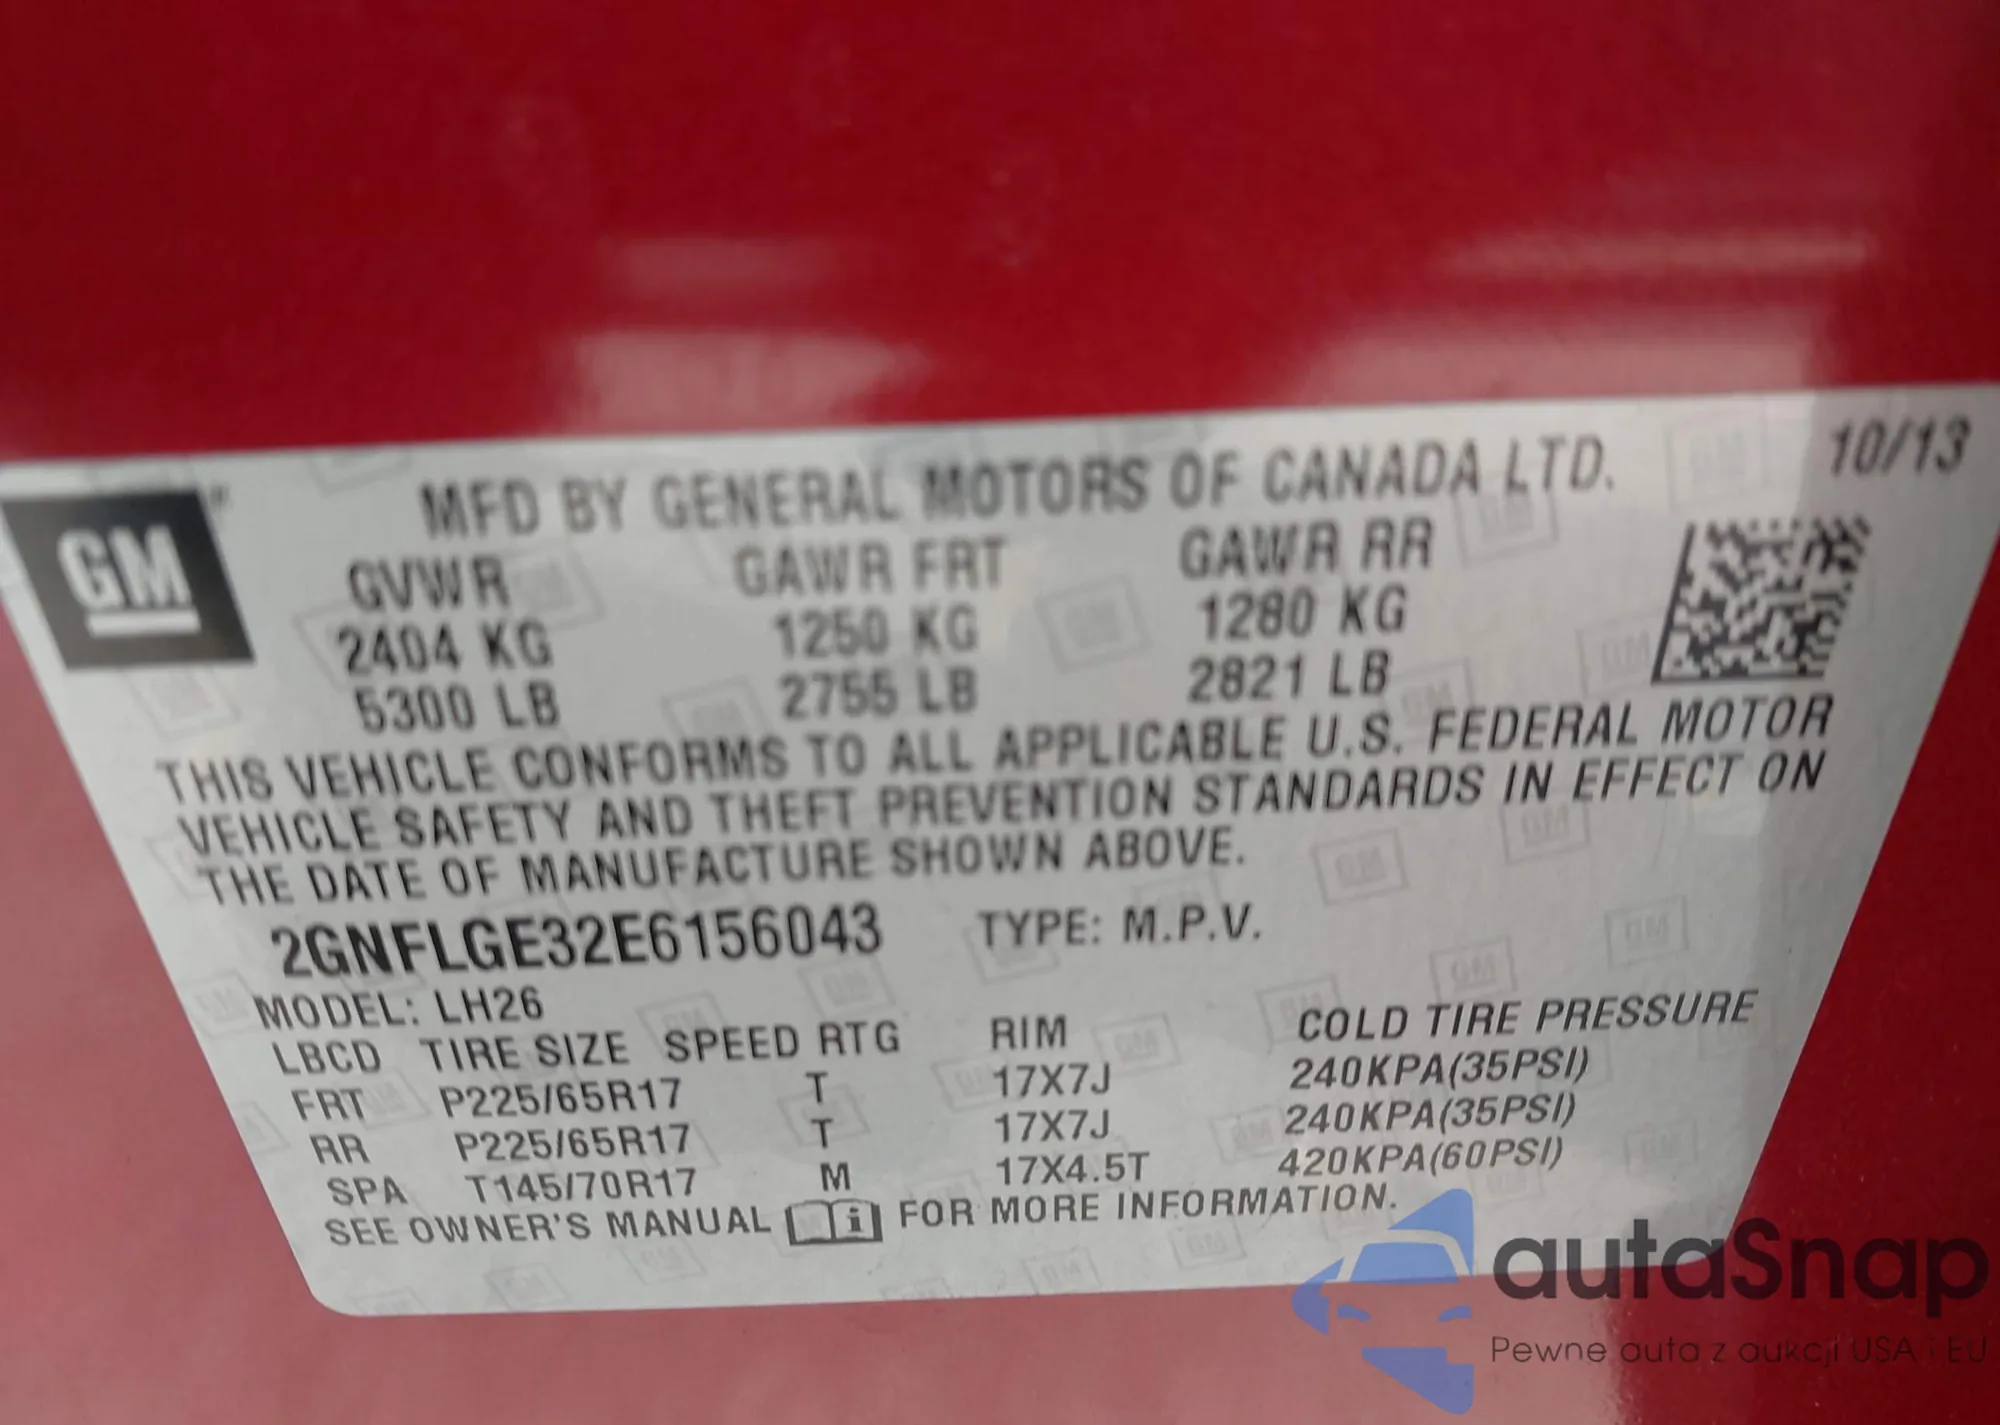 10/13
GM
MFD BY GENERAL MOTORS OF CANADA LTD.
GVWR GAWR FRT GAWR RR
2404 KG 1250 KG 1280 KG
5300 LB 2755 LB 2821 LB
THIS VEHICLE CONFORMS TO ALL APPLICABLE U.S. FEDERAL MOTOR
VEHICLE SAFETY AND THEFT PREVENTION STANDARDS IN EFFECT ON
THE DATE OF MANUFACTURE SHOWN ABOVE.
2GNFLGE32E6156043 TYPE: M.P.V.
MODEL: LH26
LBCD TIRE SIZE SPEED RTG RIM COLD TIRE PRESSURE
FRT P225/65R17 T 17X7J 240KPA(35PSI)
RR P225/65R17 T 17X7J 240KPA(35PSI)
SPA T145/70R17 M 17X4.5T 420KPA(60PSI)
SEE OWNER'S MANUAL i FOR MORE INFORMATION.
autaSnap
Pewne auta z aukcji USA i EU